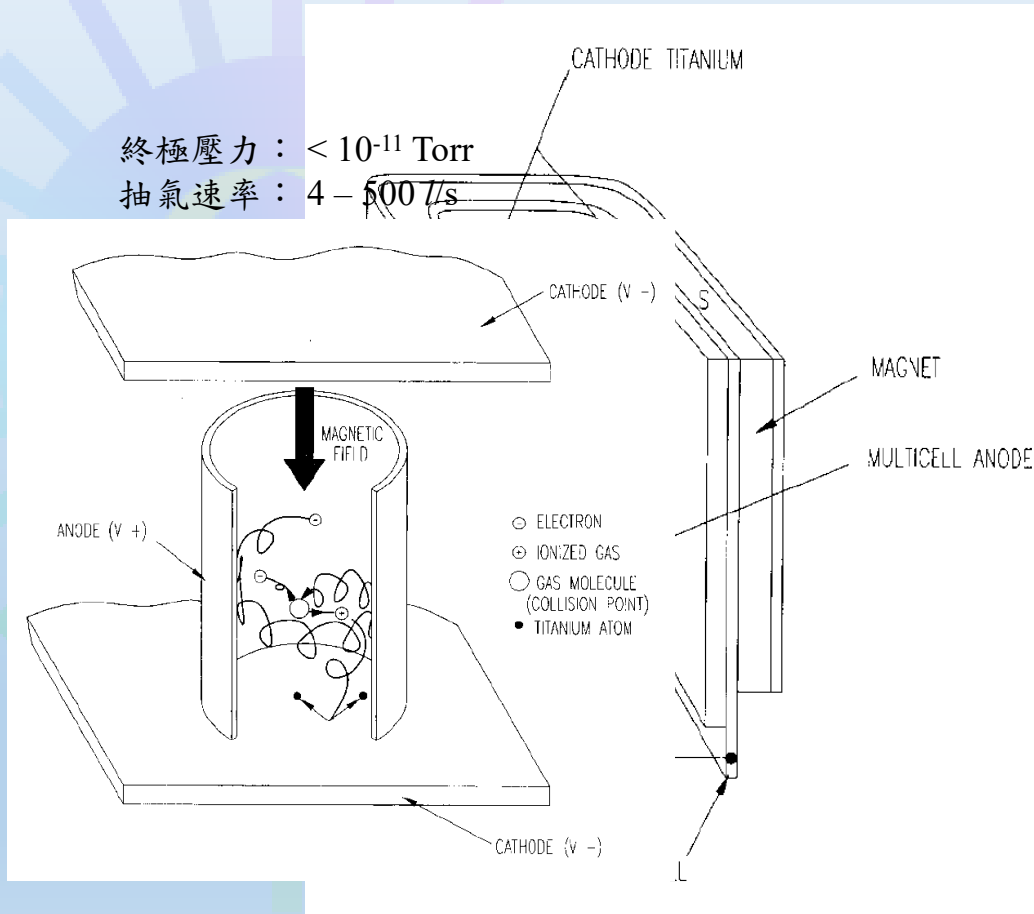 CATHODE TITANIUM
終極壓力：< 10⁻¹¹ Torr
抽氣速率：4 – 500 l/s
CATHODE (V −)
S
MAGNET
MAGNETIC
FIELD
MULTICELL ANODE
ANODE (V +)
⊖ ELECTRON
⊕ IONIZED GAS
GAS MOLECULE
(COLLISION POINT)
TITANIUM ATOM
CATHODE (V −)